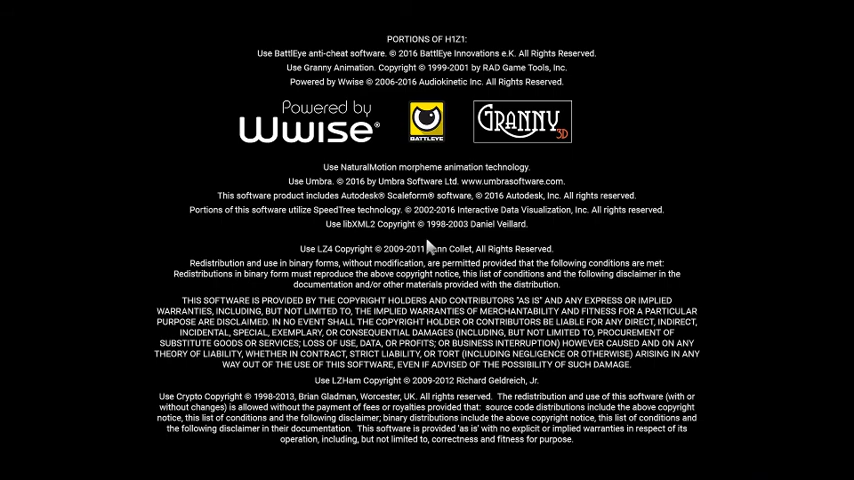 PORTIONS OF H1Z1:
Use BattlEye anti-cheat software. © 2016 BattlEye Innovations e.K. All Rights Reserved.
Use Granny Animation. Copyright © 1999-2001 by RAD Game Tools, Inc.
Powered by Wwise © 2006-2016 Audiokinetic Inc. All Rights Reserved.
Powered by
Wwise®
BATTLEYE
GRANNY
3D
Use NaturalMotion morpheme animation technology.
Use Umbra. © 2016 by Umbra Software Ltd. www.umbrasoftware.com.
This software product includes Autodesk® Scaleform® software, © 2016 Autodesk, Inc. All rights reserved.
Portions of this software utilize SpeedTree technology. © 2002-2016 Interactive Data Visualization, Inc. All rights reserved.
Use libXML2 Copyright © 1998-2003 Daniel Veillard.
Use LZ4 Copyright © 2009-2011 Collet, All Rights Reserved.
Redistribution and use in binary forms, without modification, are permitted provided that the following conditions are met:
Redistributions in binary form must reproduce the above copyright notice, this list of conditions and the following disclaimer in the
documentation and/or other materials provided with the distribution.
THIS SOFTWARE IS PROVIDED BY THE COPYRIGHT HOLDERS AND CONTRIBUTORS "AS IS" AND ANY EXPRESS OR IMPLIED
WARRANTIES, INCLUDING, BUT NOT LIMITED TO, THE IMPLIED WARRANTIES OF MERCHANTABILITY AND FITNESS FOR A PARTICULAR
PURPOSE ARE DISCLAIMED. IN NO EVENT SHALL THE COPYRIGHT HOLDER OR CONTRIBUTORS BE LIABLE FOR ANY DIRECT, INDIRECT,
INCIDENTAL, SPECIAL, EXEMPLARY, OR CONSEQUENTIAL DAMAGES (INCLUDING, BUT NOT LIMITED TO, PROCUREMENT OF
SUBSTITUTE GOODS OR SERVICES; LOSS OF USE, DATA, OR PROFITS; OR BUSINESS INTERRUPTION) HOWEVER CAUSED AND ON ANY
THEORY OF LIABILITY, WHETHER IN CONTRACT, STRICT LIABILITY, OR TORT (INCLUDING NEGLIGENCE OR OTHERWISE) ARISING IN ANY
WAY OUT OF THE USE OF THIS SOFTWARE, EVEN IF ADVISED OF THE POSSIBILITY OF SUCH DAMAGE.
Use LZHam Copyright © 2009-2012 Richard Geldreich, Jr.
Use Crypto Copyright © 1998-2013, Brian Gladman, Worcester, UK. All rights reserved. The redistribution and use of this software (with or
without changes) is allowed without the payment of fees or royalties provided that: source code distributions include the above copyright
notice, this list of conditions and the following disclaimer; binary distributions include the above copyright notice, this list of conditions and
the following disclaimer in their documentation. This software is provided 'as is' with no explicit or implied warranties in respect of its
operation, including, but not limited to, correctness and fitness for purpose.